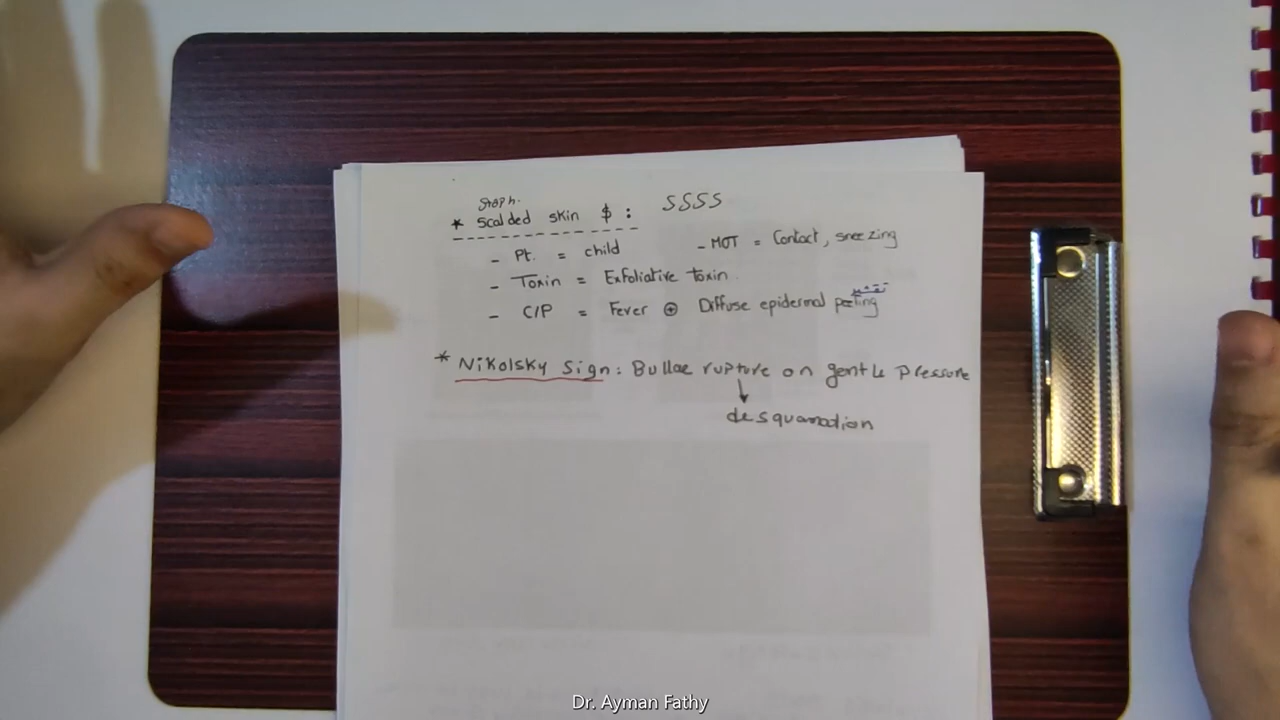 Staph.
* Scalded skin $ : SSSS
- Pt. = child - MOT = Contact, sneezing
- Toxin = Exfoliative toxin.
- C/P = Fever ⊕ Diffuse epidermal peeling
* Nikolsky Sign: Bullae rupture on gentle Pressure
↓
desquamation
Dr. Ayman Fathy